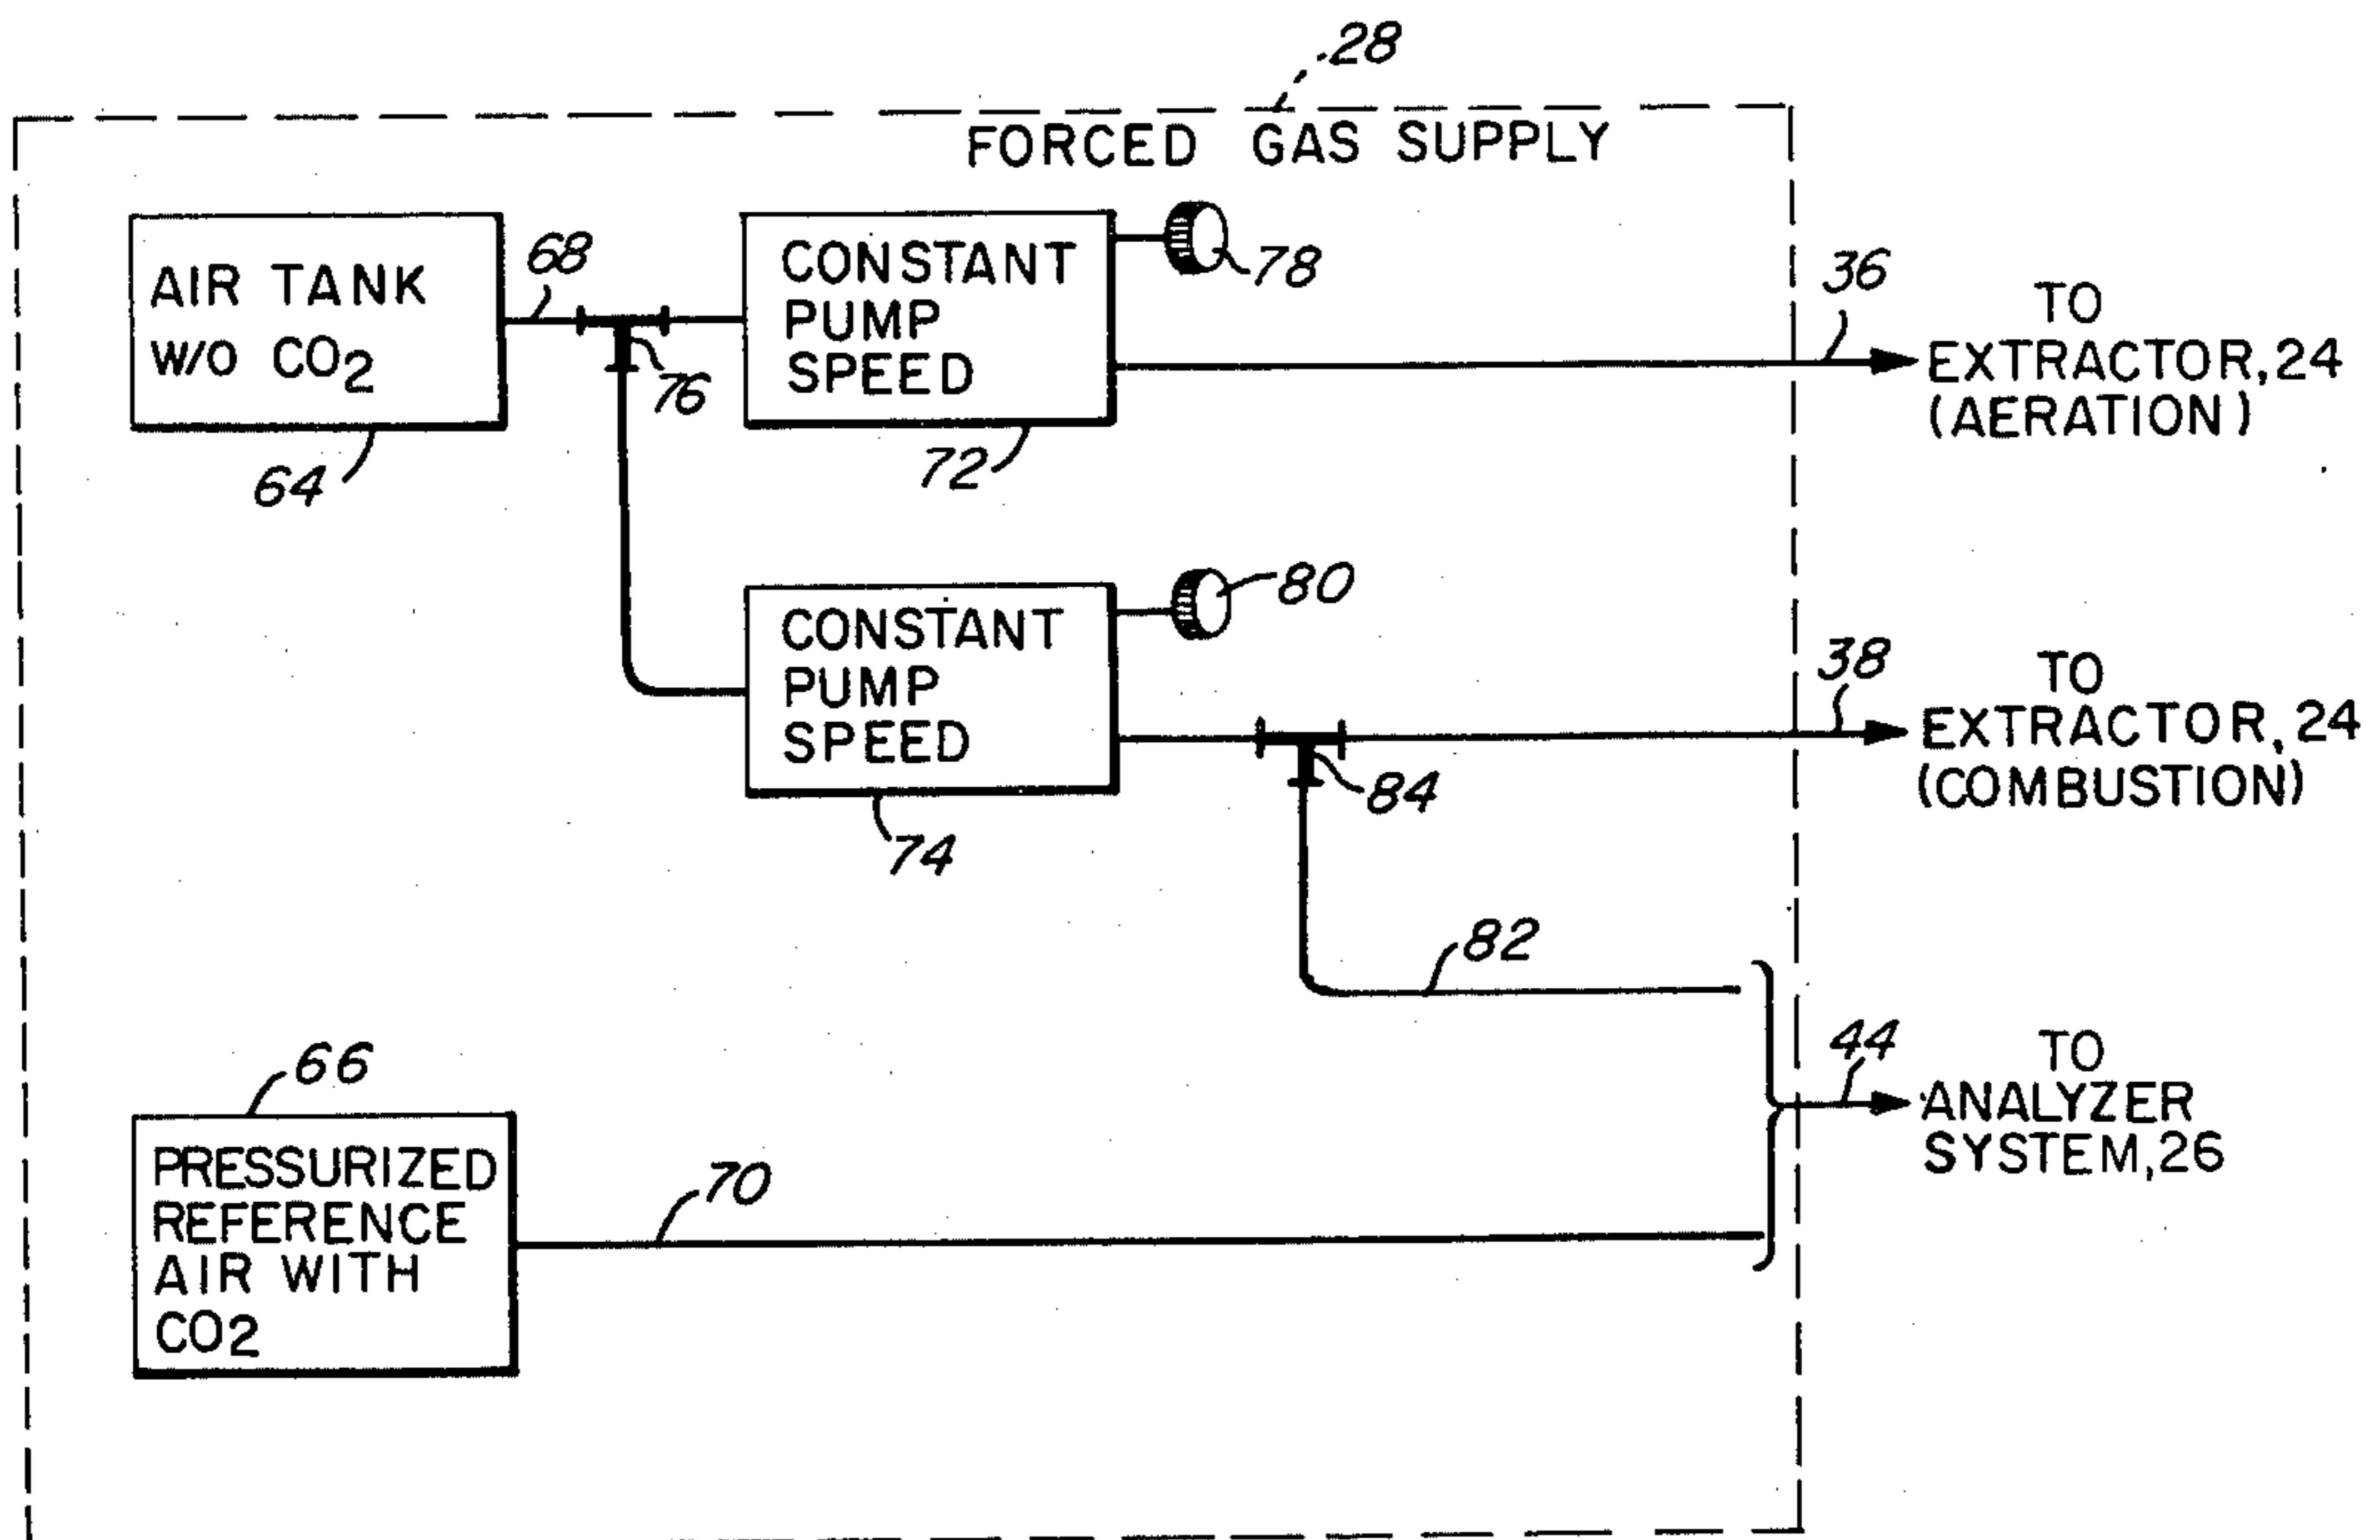 28
FORCED GAS SUPPLY
AIR TANK
W/O CO2
64
68
76
CONSTANT
PUMP
SPEED
72
78
36
TO
EXTRACTOR, 24
(AERATION)
CONSTANT
PUMP
SPEED
74
80
84
38
TO
EXTRACTOR, 24
(COMBUSTION)
82
66
PRESSURIZED
REFERENCE
AIR WITH
CO2
70
44
TO
ANALYZER
SYSTEM, 26